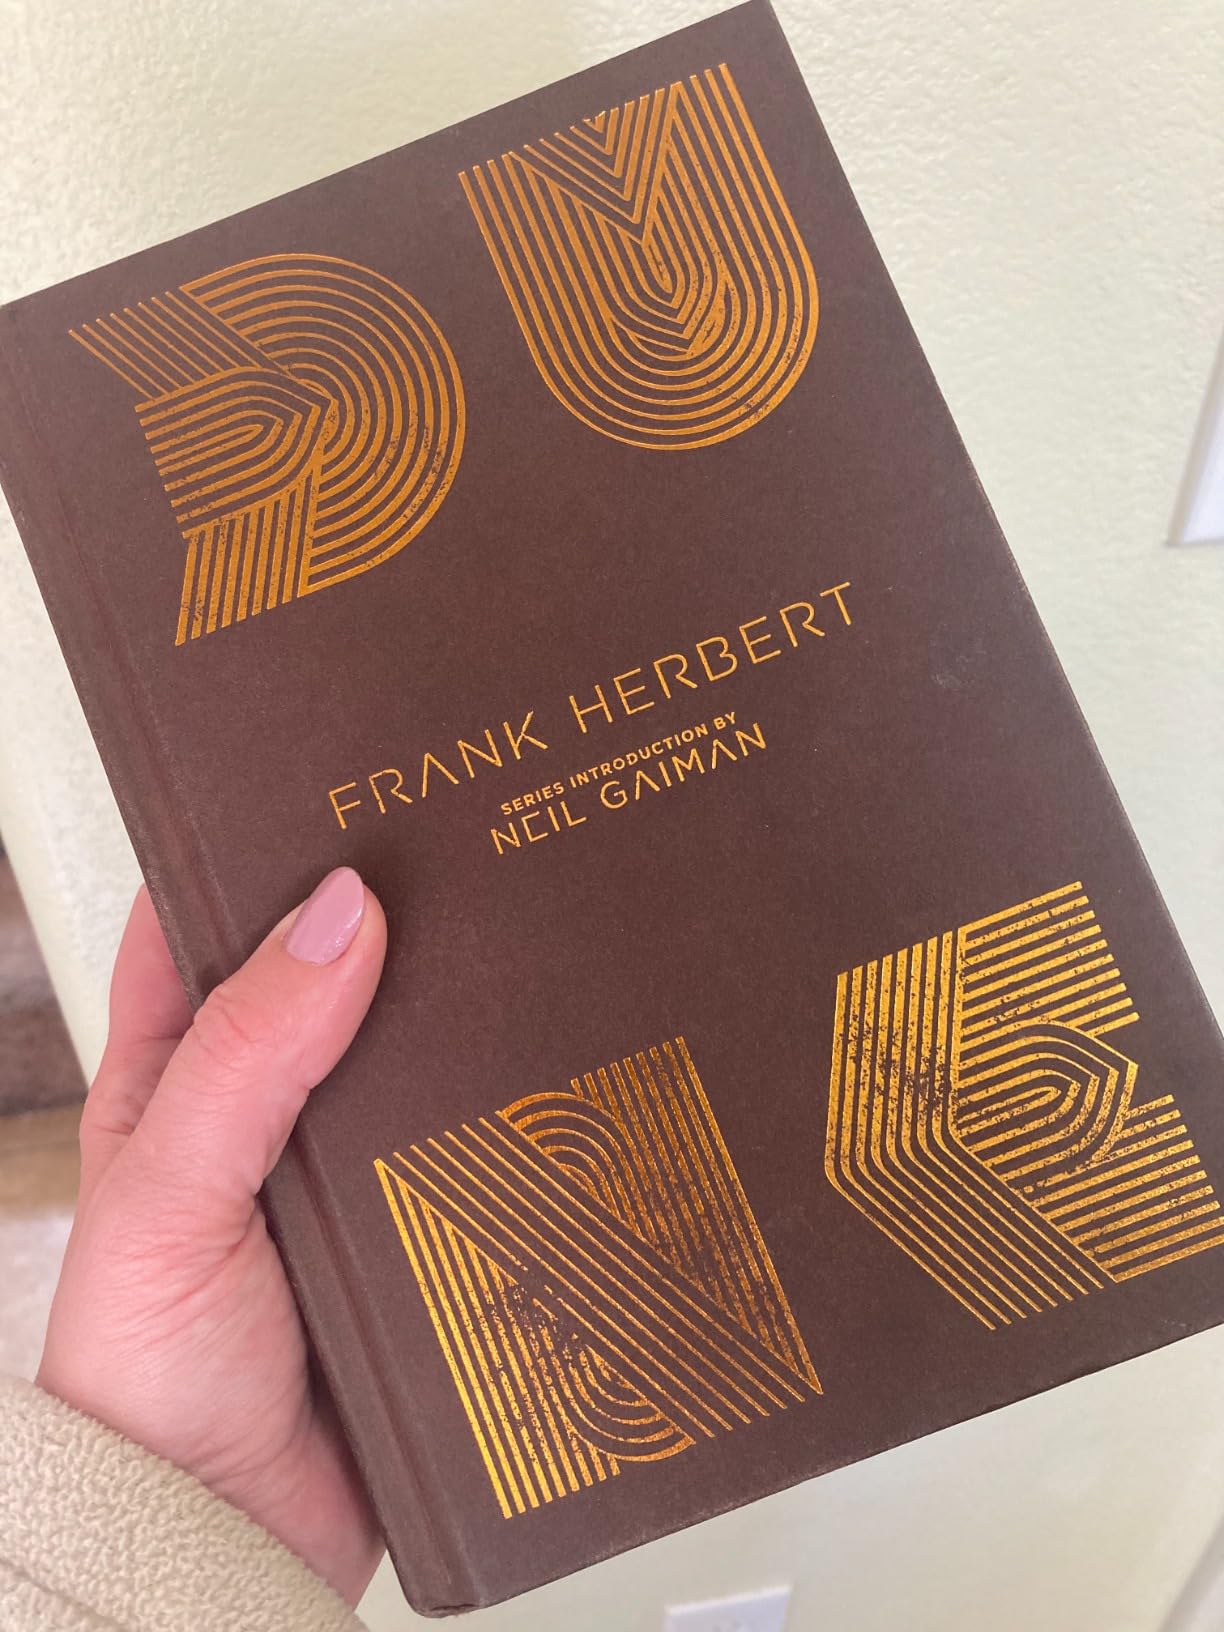 DU
FRANK HERBERT
SERIES INTRODUCTION BY
NEIL GAIMAN
NE